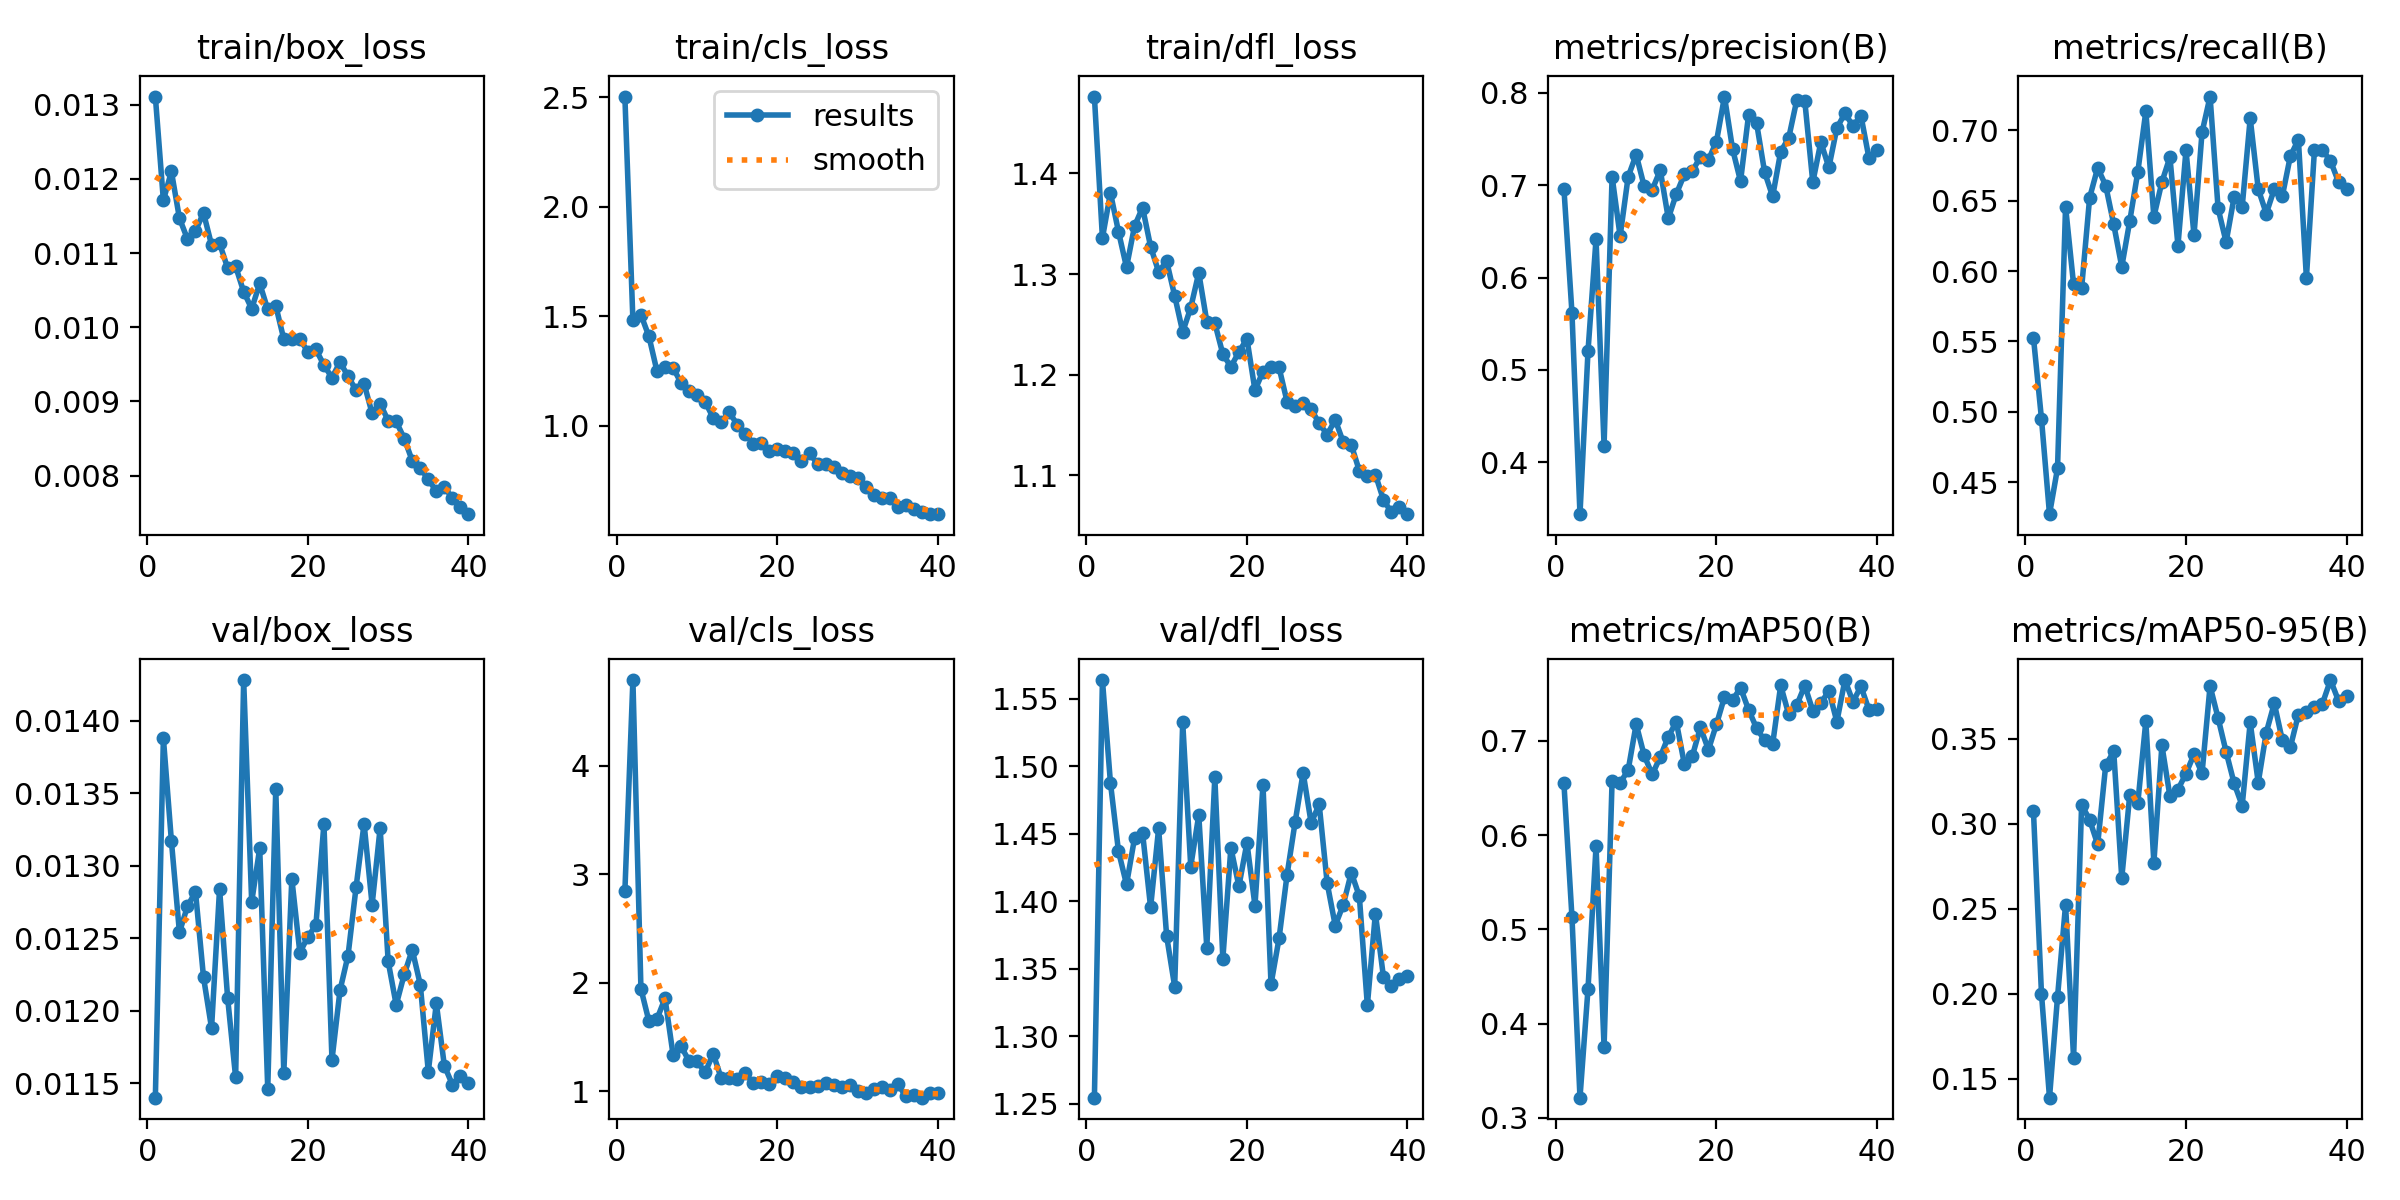 train/box_loss
0.013
0.012
0.011
0.010
0.009
0.008
0 20 40
train/cls_loss
results
smooth
2.5
2.0
1.5
1.0
0 20 40
train/dfl_loss
1.4
1.3
1.2
1.1
0 20 40
metrics/precision(B)
0.8
0.7
0.6
0.5
0.4
0 20 40
metrics/recall(B)
0.70
0.65
0.60
0.55
0.50
0.45
0 20 40
val/box_loss
0.0140
0.0135
0.0130
0.0125
0.0120
0.0115
0 20 40
val/cls_loss
4
3
2
1
0 20 40
val/dfl_loss
1.55
1.50
1.45
1.40
1.35
1.30
1.25
0 20 40
metrics/mAP50(B)
0.7
0.6
0.5
0.4
0.3
0 20 40
metrics/mAP50-95(B)
0.35
0.30
0.25
0.20
0.15
0 20 40